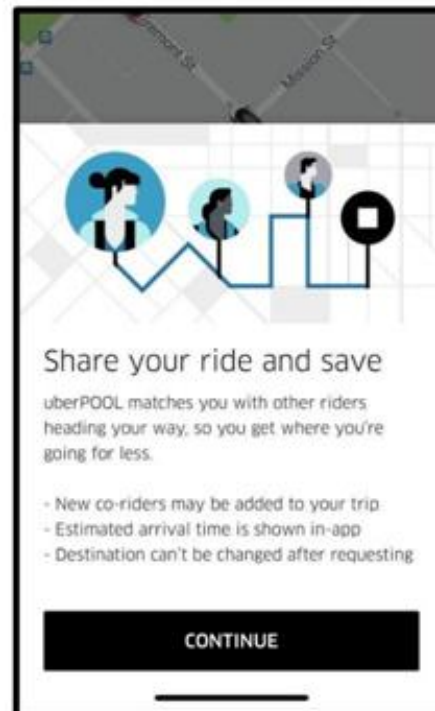 Fremont St
Mission St
Share your ride and save
uberPOOL matches you with other riders
heading your way, so you get where you're
going for less.
- New co-riders may be added to your trip
- Estimated arrival time is shown in-app
- Destination can't be changed after requesting
CONTINUE